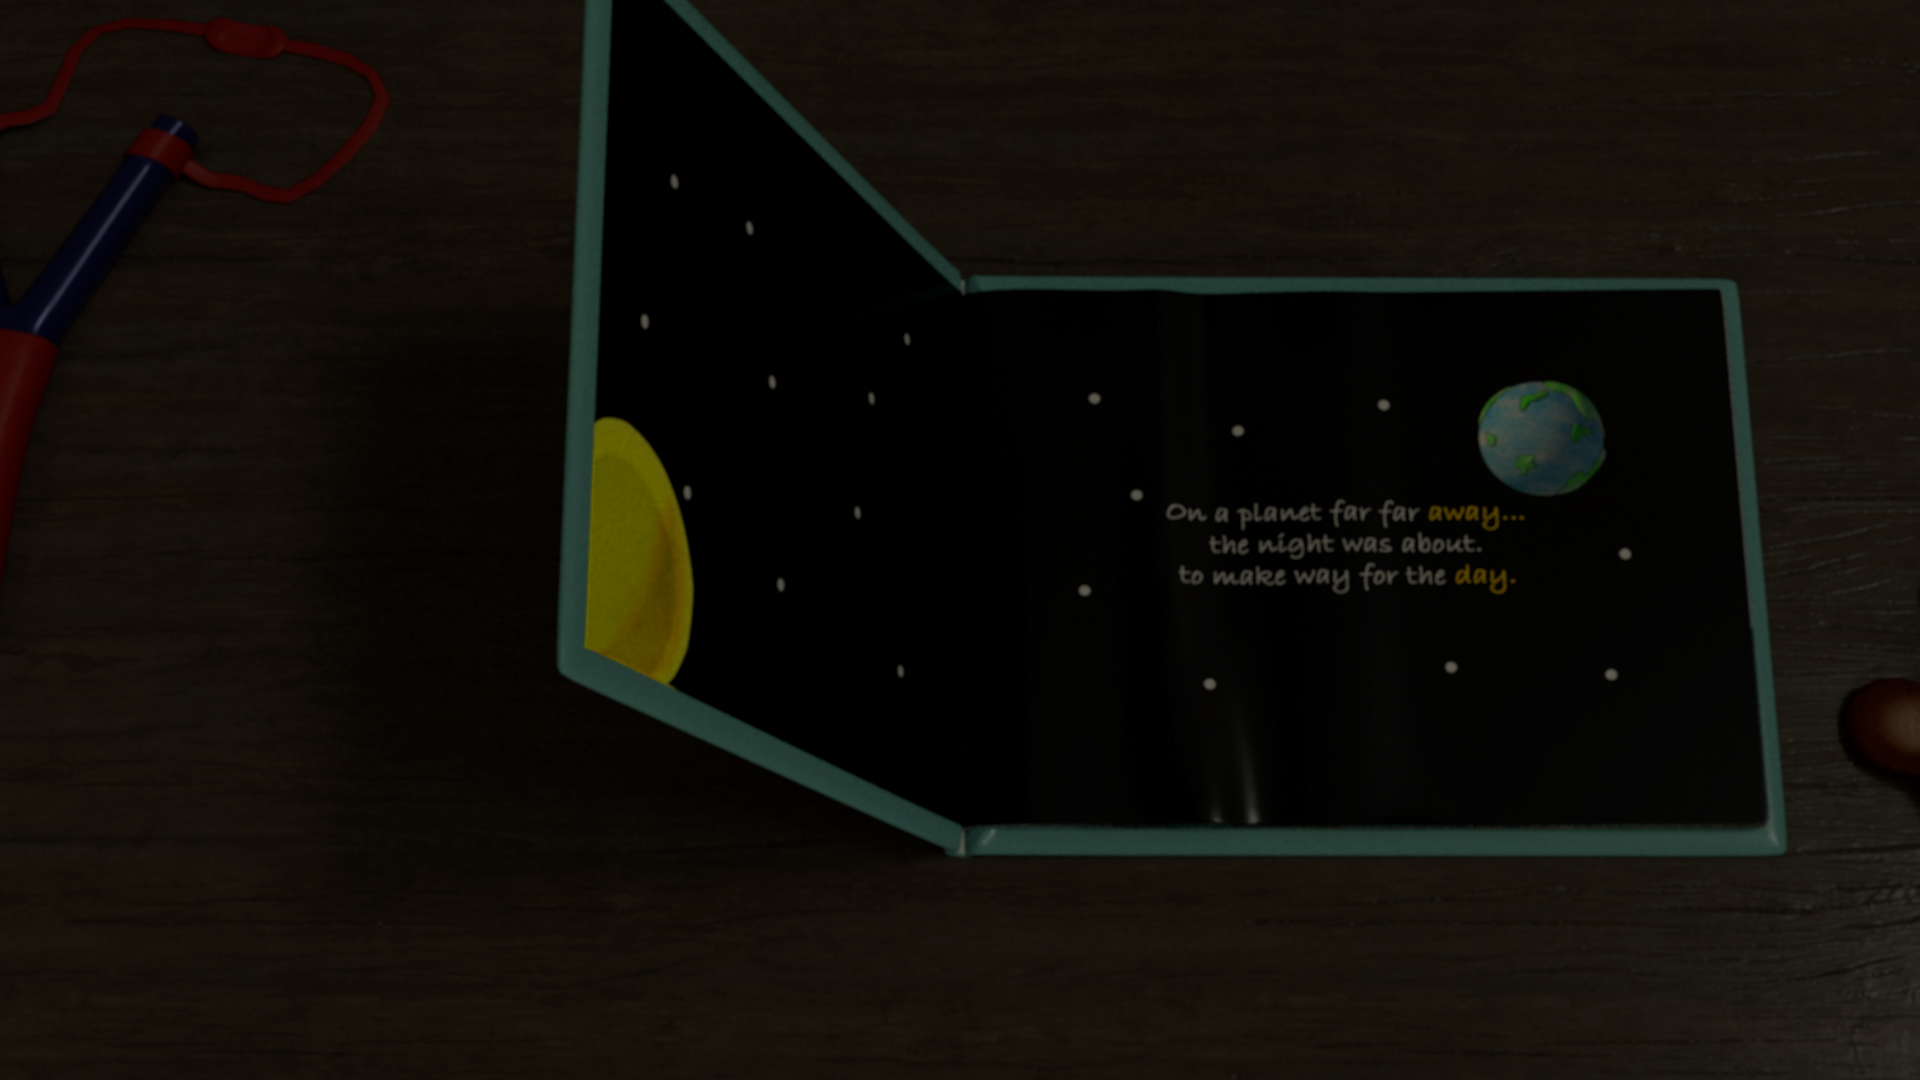 On a planet far far away...
the night was about.
to make way for the day.